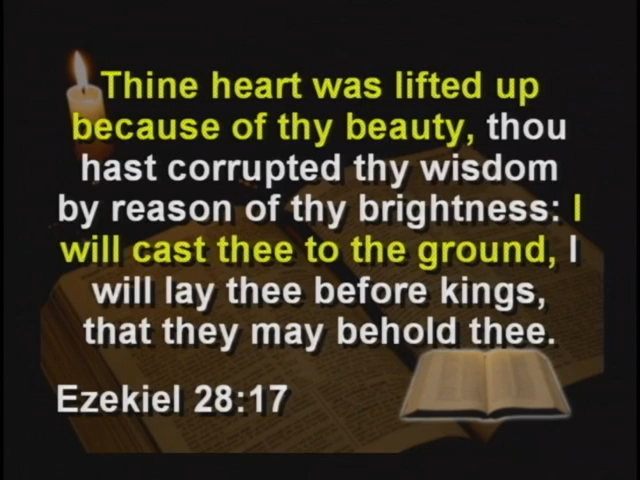 Thine heart was lifted up
because of thy beauty, thou
hast corrupted thy wisdom
by reason of thy brightness: I
will cast thee to the ground, I
will lay thee before kings,
that they may behold thee.
Ezekiel 28:17